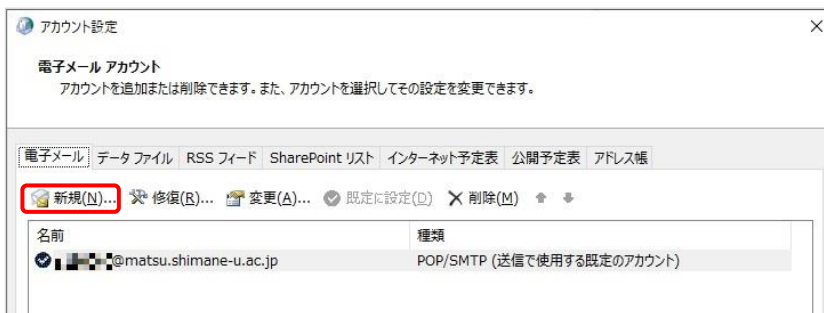 アカウント設定
電子メール アカウント
アカウントを追加または削除できます。また、アカウントを選択してその設定を変更できます。
電子メール データ ファイル RSS フィード SharePoint リスト インターネット予定表 公開予定表 アドレス帳
新規(N)... 修復(R)... 変更(A)... 既定に設定(D) 削除(M)
名前 種類
@matsu.shimane-u.ac.jp POP/SMTP (送信で使用する既定のアカウント)